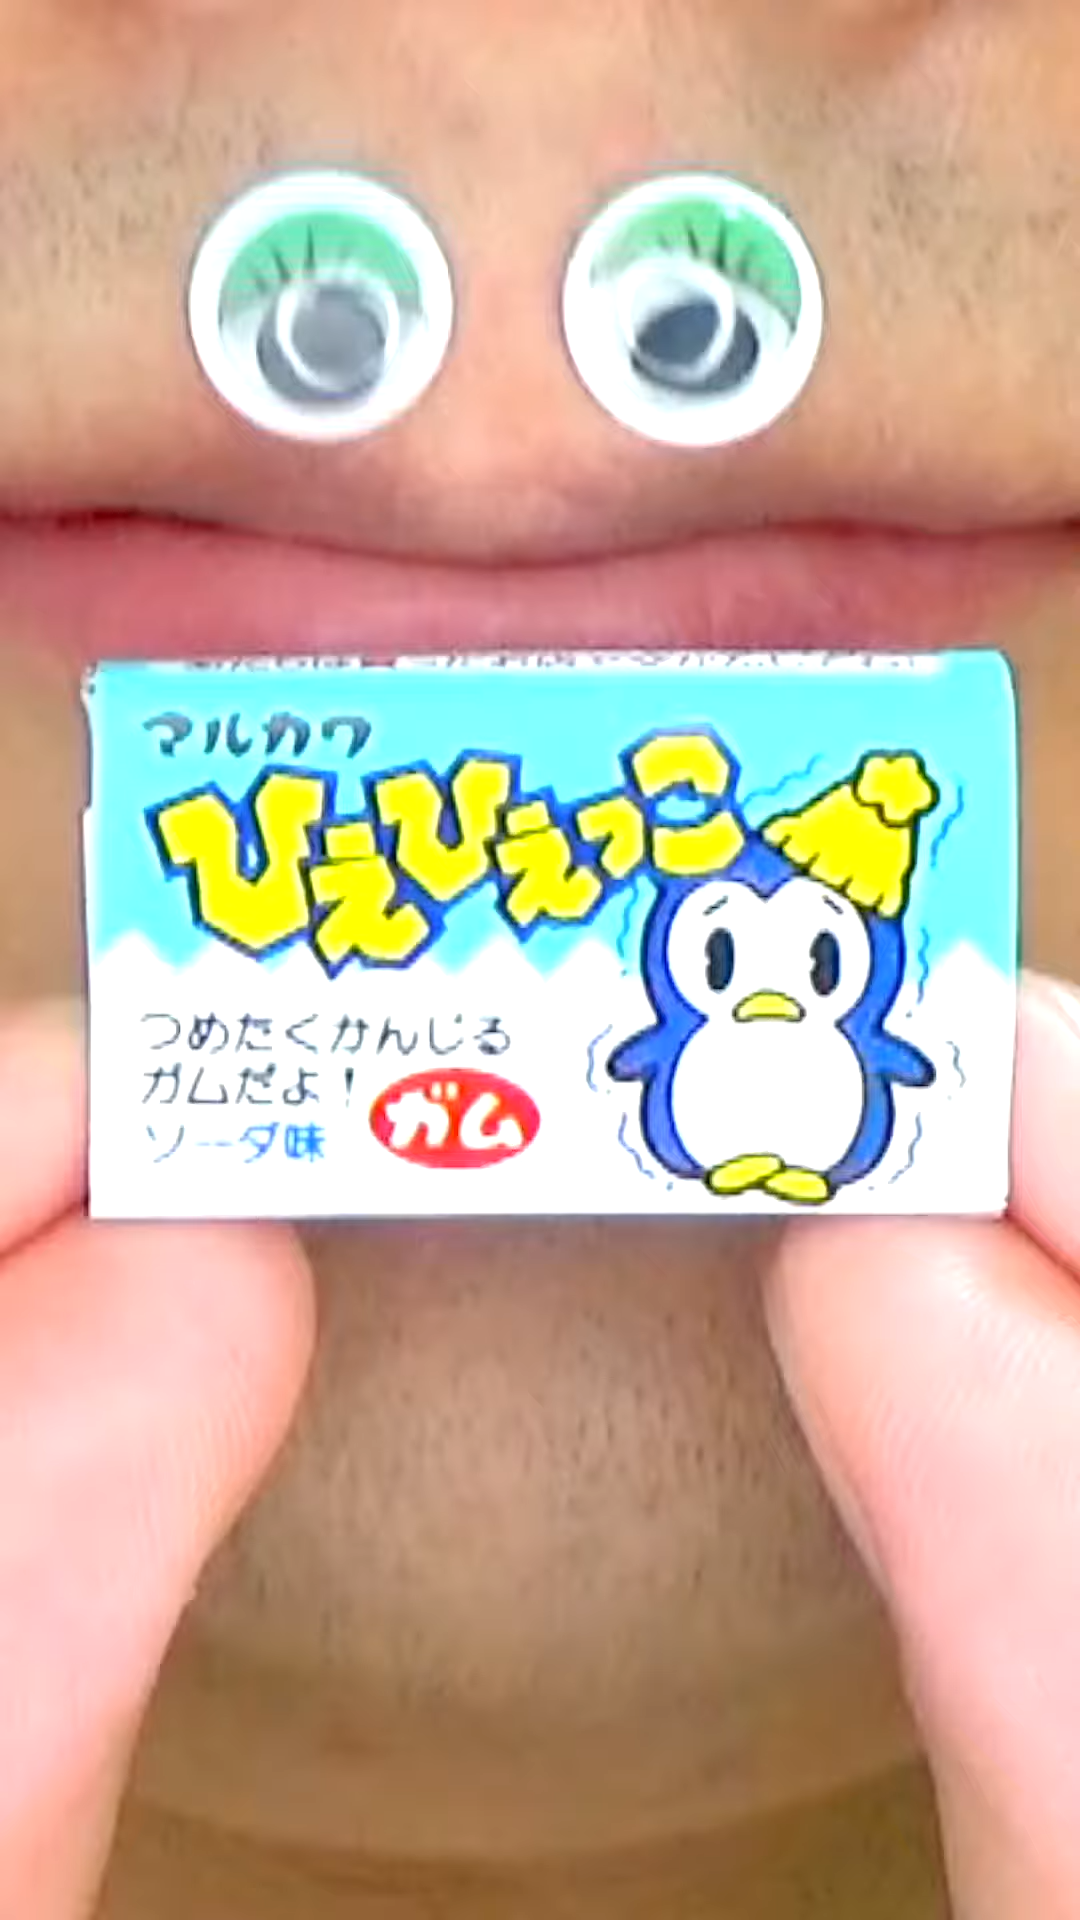 マルカワ
ひえひえっこ
つめたくかんじる
ガムだよ！
ソーダ味
ガム